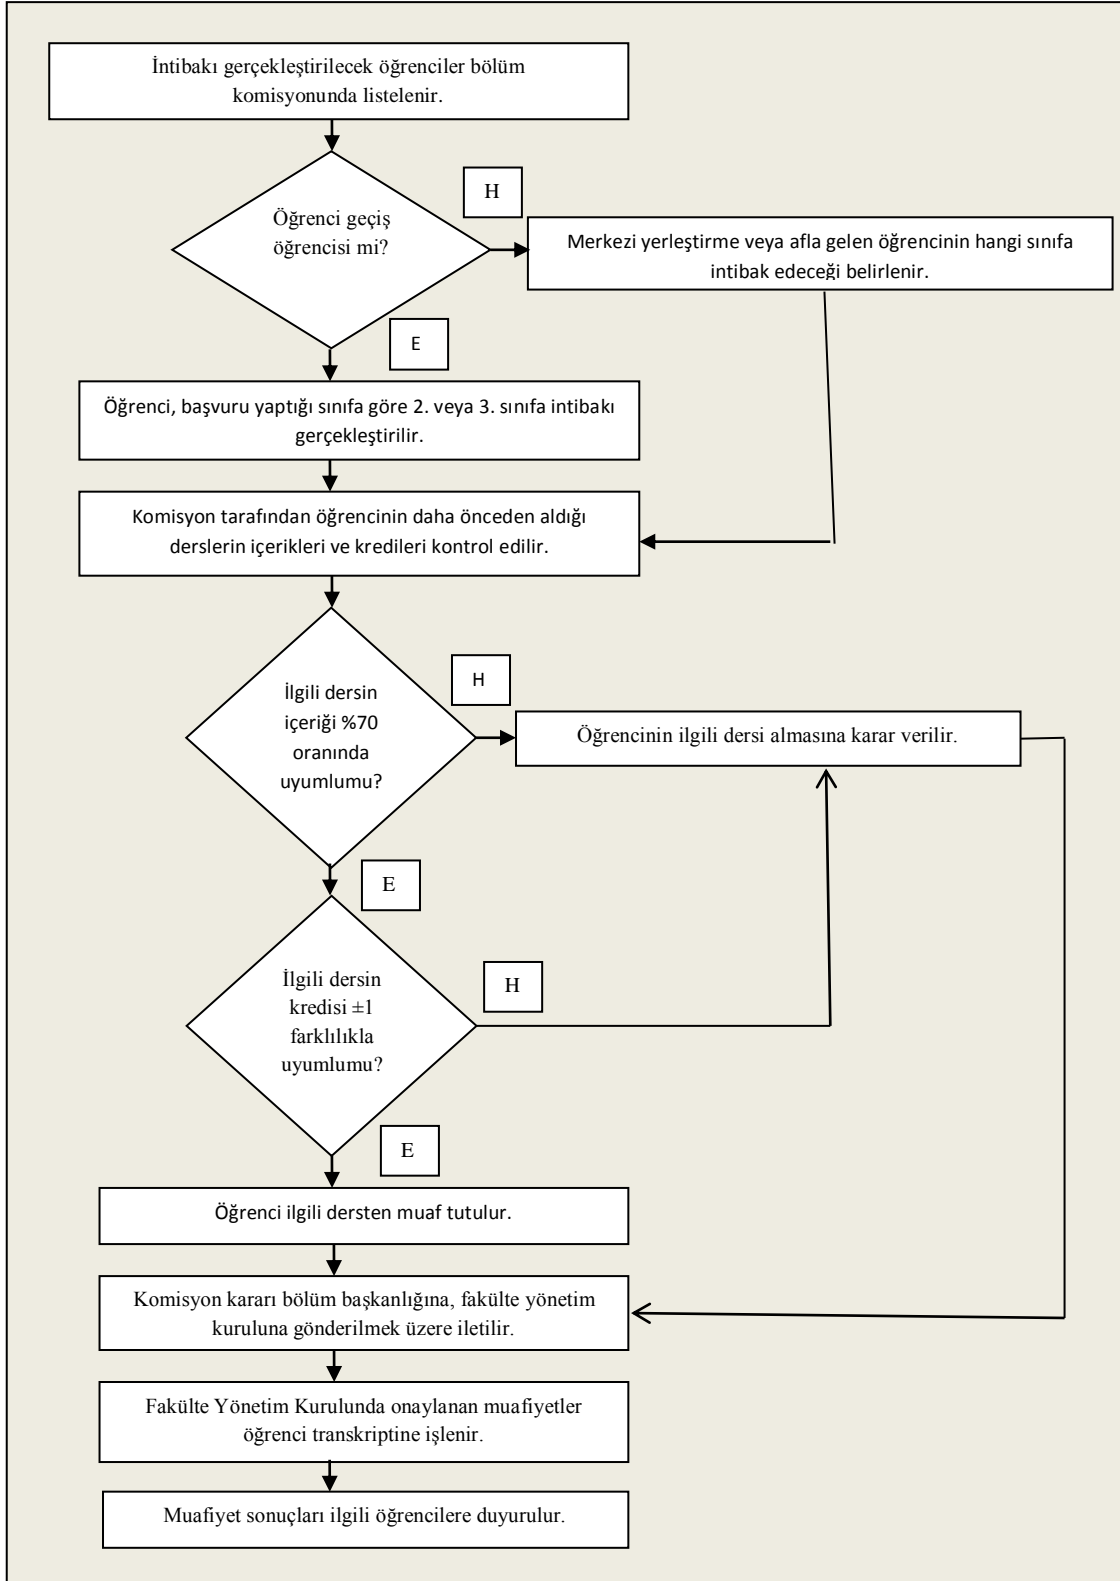 İntibakı gerçekleştirilecek öğrenciler bölüm
komisyonunda listelenir.
H
Öğrenci geçiş
öğrencisi mi?
Merkezi yerleştirme veya afla gelen öğrencinin hangi sınıfa
intibak edeceği belirlenir.
E
Öğrenci, başvuru yaptığı sınıfa göre 2. veya 3. sınıfa intibakı
gerçekleştirilir.
Komisyon tarafından öğrencinin daha önceden aldığı
derslerin içerikleri ve kredileri kontrol edilir.
H
İlgili dersin
içeriği %70
oranında
uyumlumu?
Öğrencinin ilgili dersi almasına karar verilir.
E
H
İlgili dersin
kredisi ±1
farklılıkla
uyumlumu?
E
Öğrenci ilgili dersten muaf tutulur.
Komisyon kararı bölüm başkanlığına, fakülte yönetim
kuruluna gönderilmek üzere iletilir.
Fakülte Yönetim Kurulunda onaylanan muafiyetler
öğrenci transkriptine işlenir.
Muafiyet sonuçları ilgili öğrencilere duyurulur.